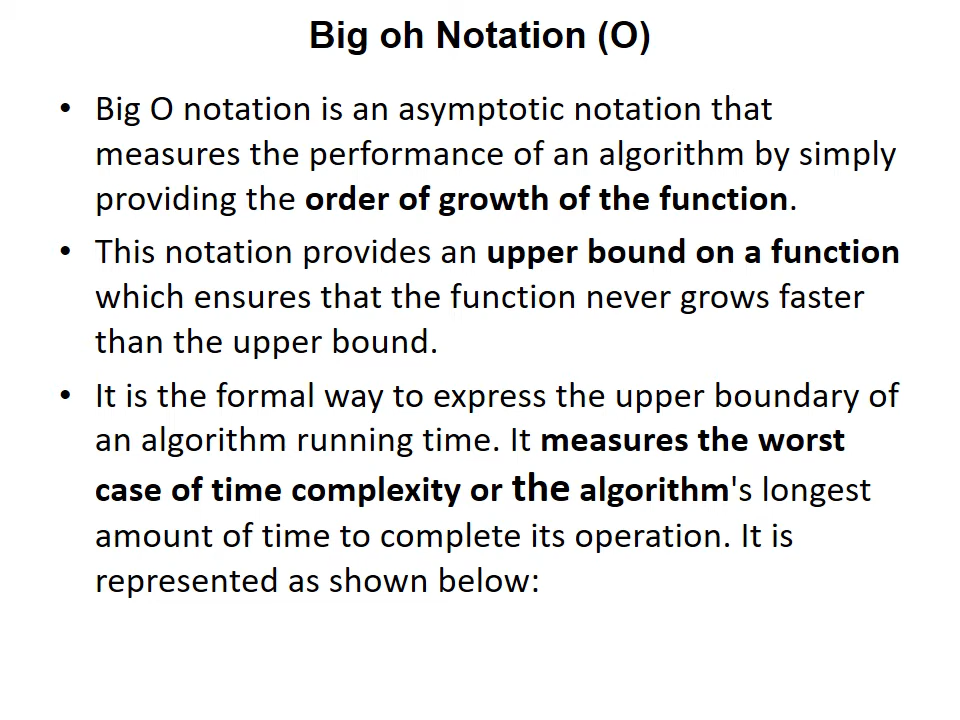 Big oh Notation (O)
• Big O notation is an asymptotic notation that
measures the performance of an algorithm by simply
providing the order of growth of the function.
• This notation provides an upper bound on a function
which ensures that the function never grows faster
than the upper bound.
• It is the formal way to express the upper boundary of
an algorithm running time. It measures the worst
case of time complexity or the algorithm's longest
amount of time to complete its operation. It is
represented as shown below: